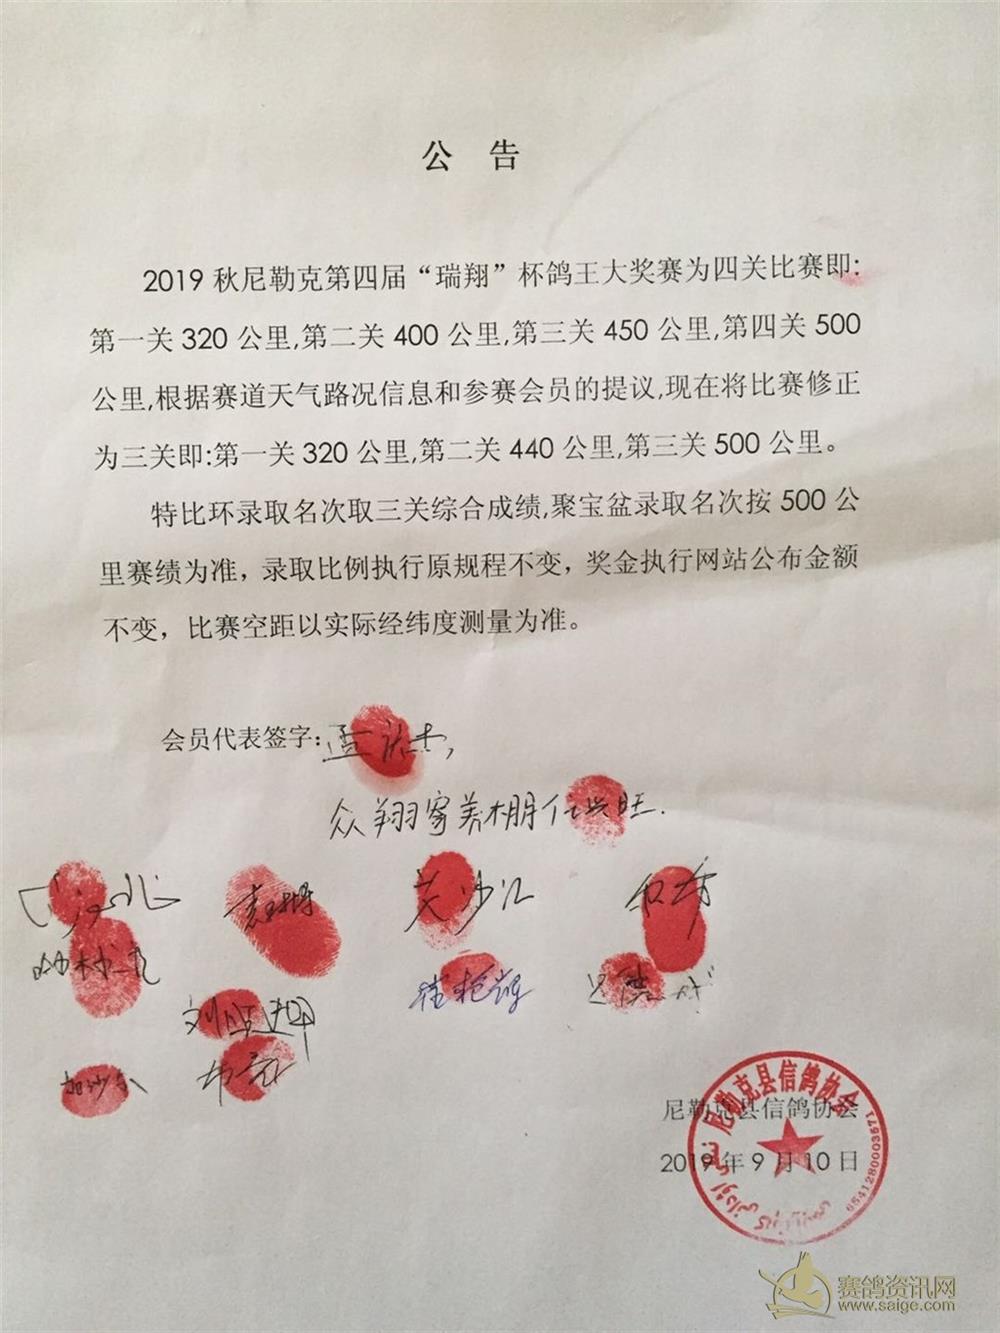 公 告
2019 秋尼勒克第四届“瑞翔”杯鸽王大奖赛为四关比赛即:
第一关 320 公里,第二关 400 公里,第三关 450 公里,第四关 500
公里,根据赛道天气路况信息和参赛会员的提议,现在将比赛修正
为三关即:第一关 320 公里,第二关 440 公里,第三关 500 公里。
特比环录取名次取三关综合成绩,聚宝盆录取名次按 500 公
里赛绩为准，录取比例执行原规程不变，奖金执行网站公布金额
不变，比赛空距以实际经纬度测量为准。
会员代表签字:
众翔寄养棚任兴旺.
加沙尔
尼勒克县信鸽协会
2019 年 9 月 10 日
尼勒克县信鸽协会
6541280003571
赛鸽资讯网
www.saige.com